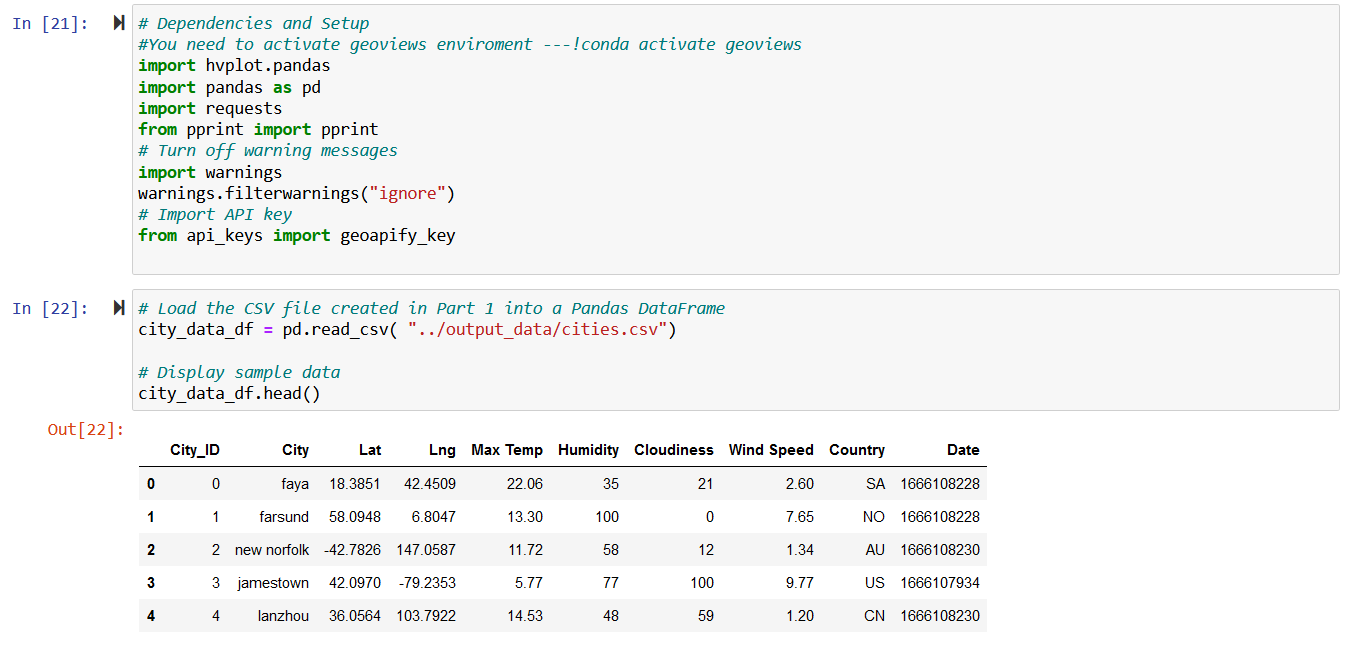 In [21]:
# Dependencies and Setup
#You need to activate geoviews enviroment ---!conda activate geoviews
import hvplot.pandas
import pandas as pd
import requests
from pprint import pprint
# Turn off warning messages
import warnings
warnings.filterwarnings("ignore")
# Import API key
from api_keys import geoapify_key
In [22]:
# Load the CSV file created in Part 1 into a Pandas DataFrame
city_data_df = pd.read_csv( "../output_data/cities.csv")
# Display sample data
city_data_df.head()
Out[22]:
City_ID City Lat Lng Max Temp Humidity Cloudiness Wind Speed Country Date
0 0 faya 18.3851 42.4509 22.06 35 21 2.60 SA 1666108228
1 1 farsund 58.0948 6.8047 13.30 100 0 7.65 NO 1666108228
2 2 new norfolk -42.7826 147.0587 11.72 58 12 1.34 AU 1666108230
3 3 jamestown 42.0970 -79.2353 5.77 77 100 9.77 US 1666107934
4 4 lanzhou 36.0564 103.7922 14.53 48 59 1.20 CN 1666108230